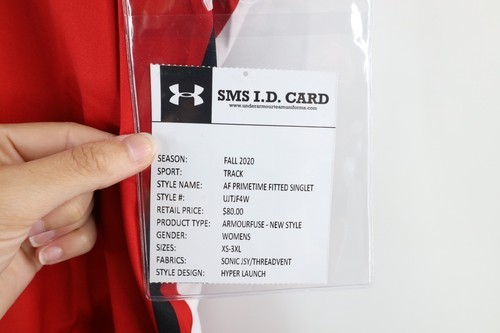 SMS I.D. CARD
www.underarmourteamuniforms.com
SEASON: FALL 2020
SPORT: TRACK
STYLE NAME: AF PRIMETIME FITTED SINGLET
STYLE #: UJTJF4W
RETAIL PRICE: $80.00
PRODUCT TYPE: ARMOURFUSE - NEW STYLE
GENDER: WOMENS
SIZES: XS-3XL
FABRICS: SONIC JSY/THREADVENT
STYLE DESIGN: HYPER LAUNCH